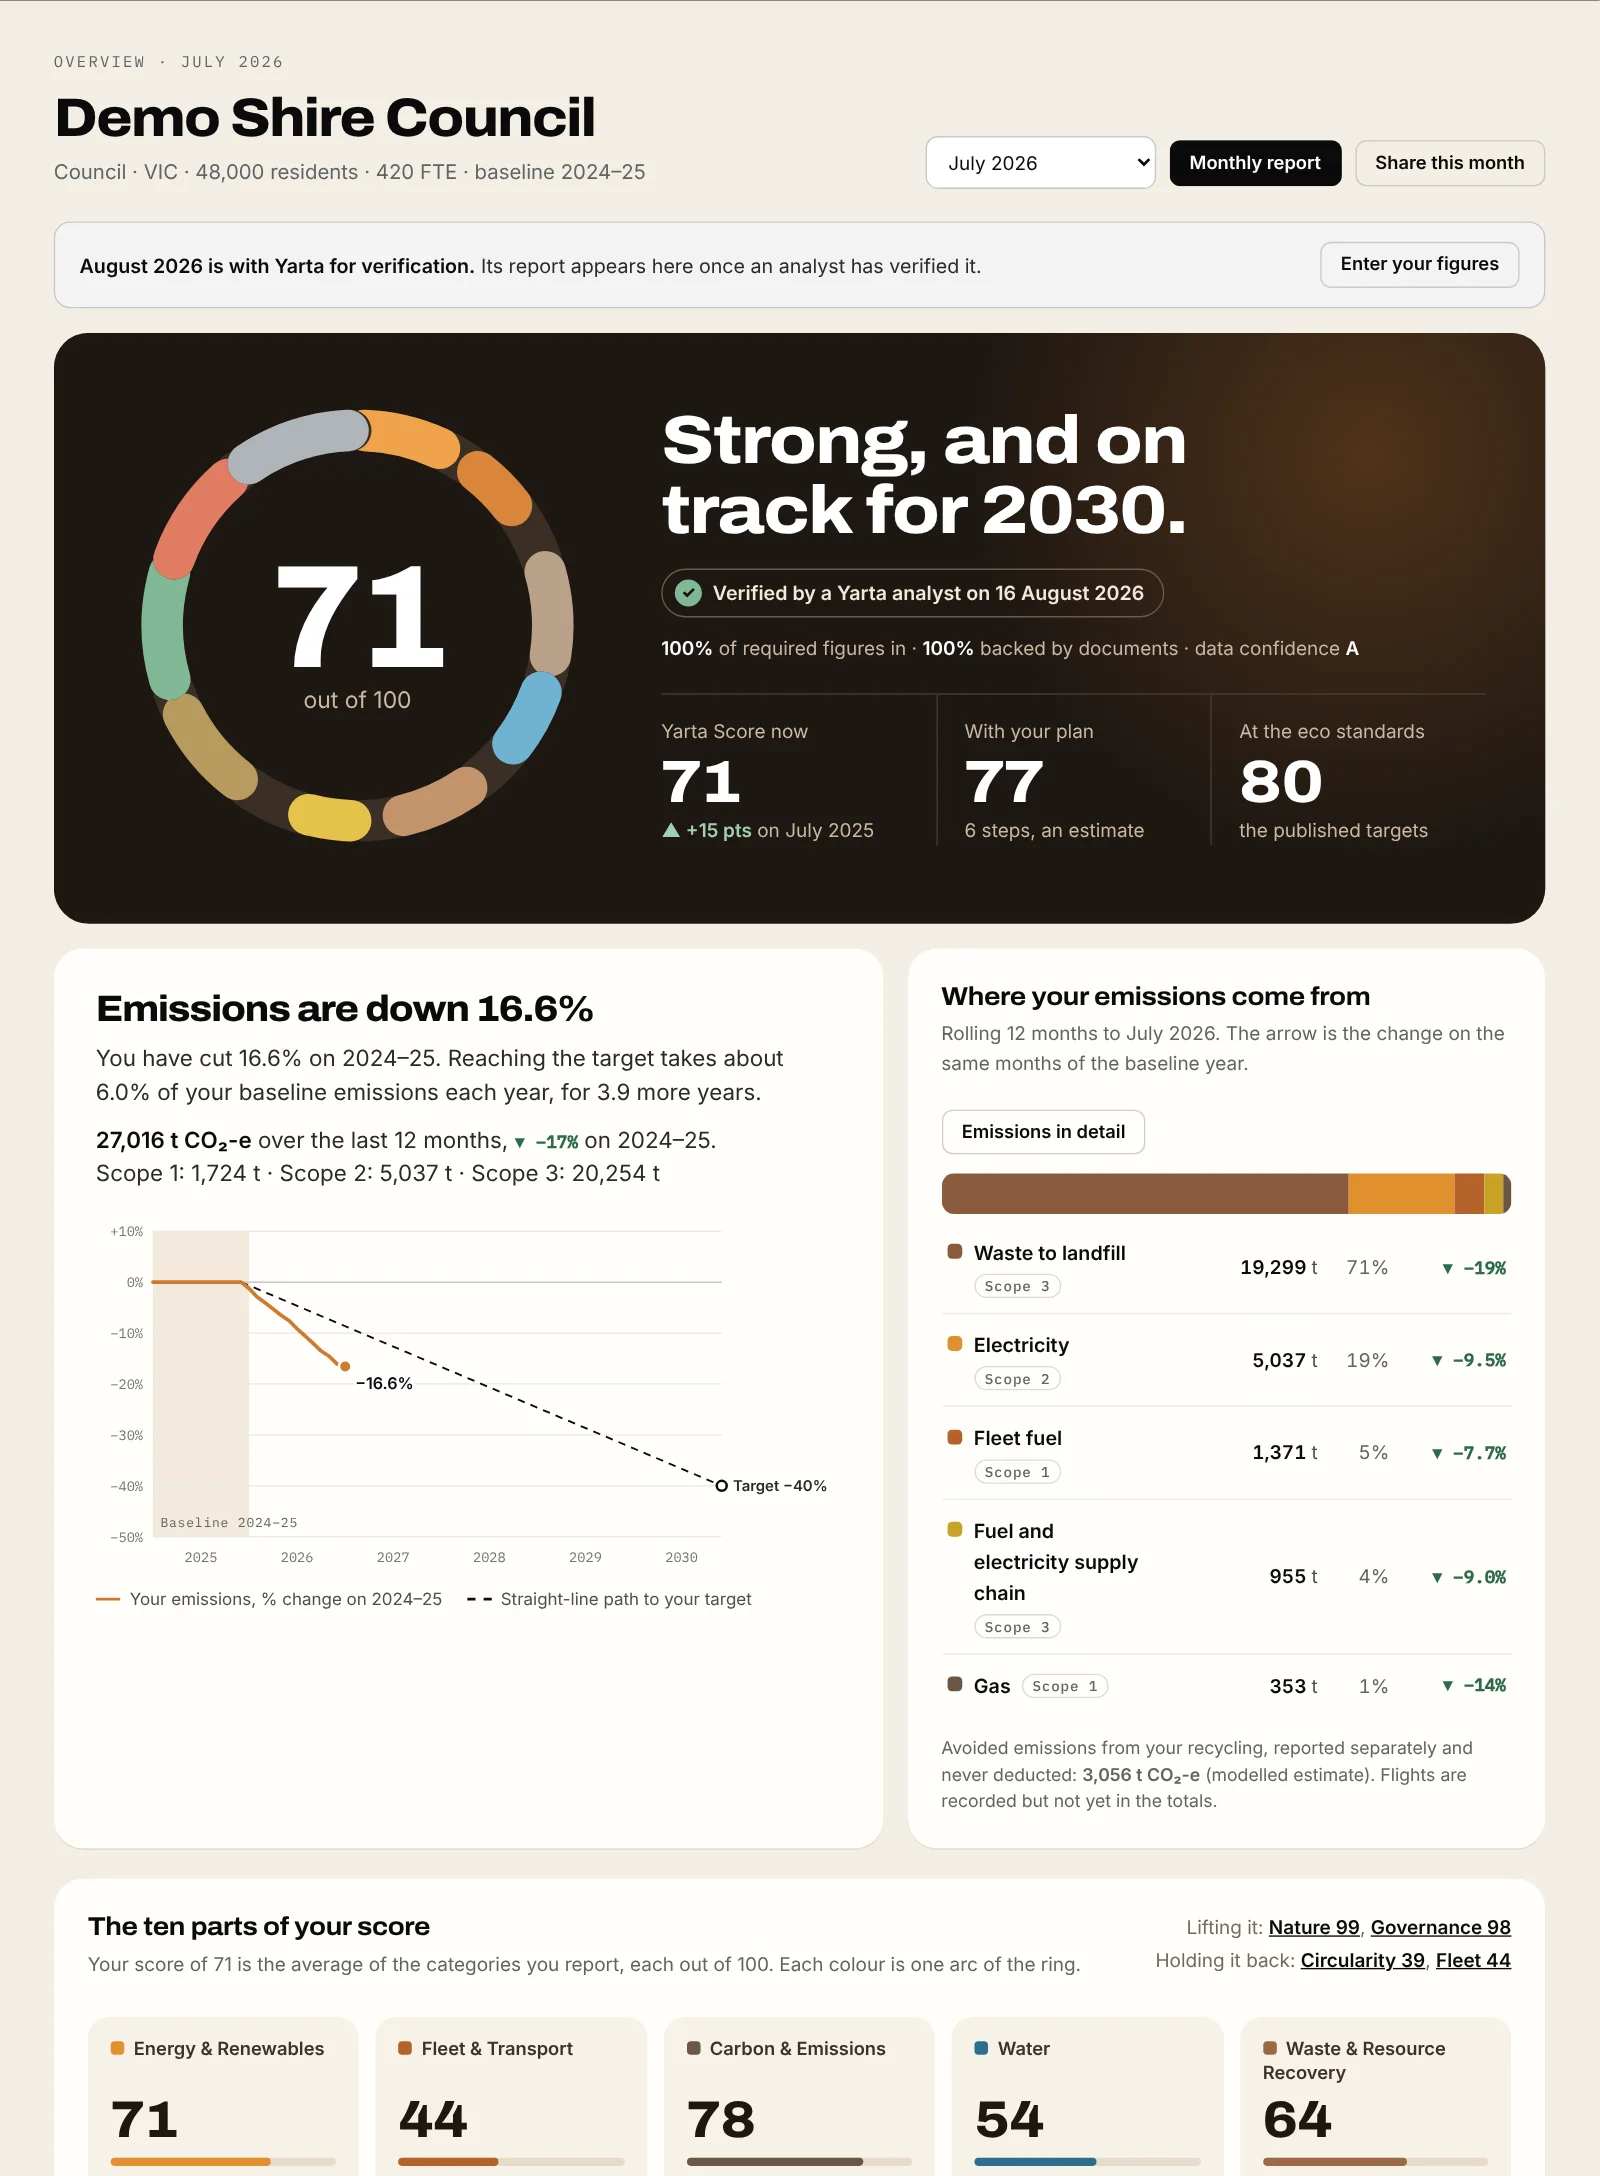 OVERVIEW · JULY 2026
Demo Shire Council
Council · VIC · 48,000 residents · 420 FTE · baseline 2024–25
July 2026
Monthly report
Share this month
August 2026 is with Yarta for verification. Its report appears here once an analyst has verified it.
Enter your figures
71
out of 100
Strong, and on
track for 2030.
Verified by a Yarta analyst on 16 August 2026
100% of required figures in · 100% backed by documents · data confidence A
Yarta Score now
71
▲ +15 pts on July 2025
With your plan
77
6 steps, an estimate
At the eco standards
80
the published targets
Emissions are down 16.6%
You have cut 16.6% on 2024–25. Reaching the target takes about
6.0% of your baseline emissions each year, for 3.9 more years.
27,016 t CO₂-e over the last 12 months, ▼ −17% on 2024–25.
Scope 1: 1,724 t · Scope 2: 5,037 t · Scope 3: 20,254 t
+10%
0%
−10%
−20%
−30%
−40%
−50%
−16.6%
Target −40%
Baseline 2024–25
2025
2026
2027
2028
2029
2030
Your emissions, % change on 2024–25
Straight-line path to your target
Where your emissions come from
Rolling 12 months to July 2026. The arrow is the change on the
same months of the baseline year.
Emissions in detail
Waste to landfill
Scope 3
19,299 t 71% ▼ −19%
Electricity
Scope 2
5,037 t 19% ▼ −9.5%
Fleet fuel
Scope 1
1,371 t 5% ▼ −7.7%
Fuel and
electricity supply
chain
Scope 3
955 t 4% ▼ −9.0%
Gas Scope 1 353 t 1% ▼ −14%
Avoided emissions from your recycling, reported separately and
never deducted: 3,056 t CO₂-e (modelled estimate). Flights are
recorded but not yet in the totals.
The ten parts of your score
Your score of 71 is the average of the categories you report, each out of 100. Each colour is one arc of the ring.
Lifting it: Nature 99, Governance 98
Holding it back: Circularity 39, Fleet 44
Energy & Renewables
71
Fleet & Transport
44
Carbon & Emissions
78
Water
54
Waste & Resource
Recovery
64